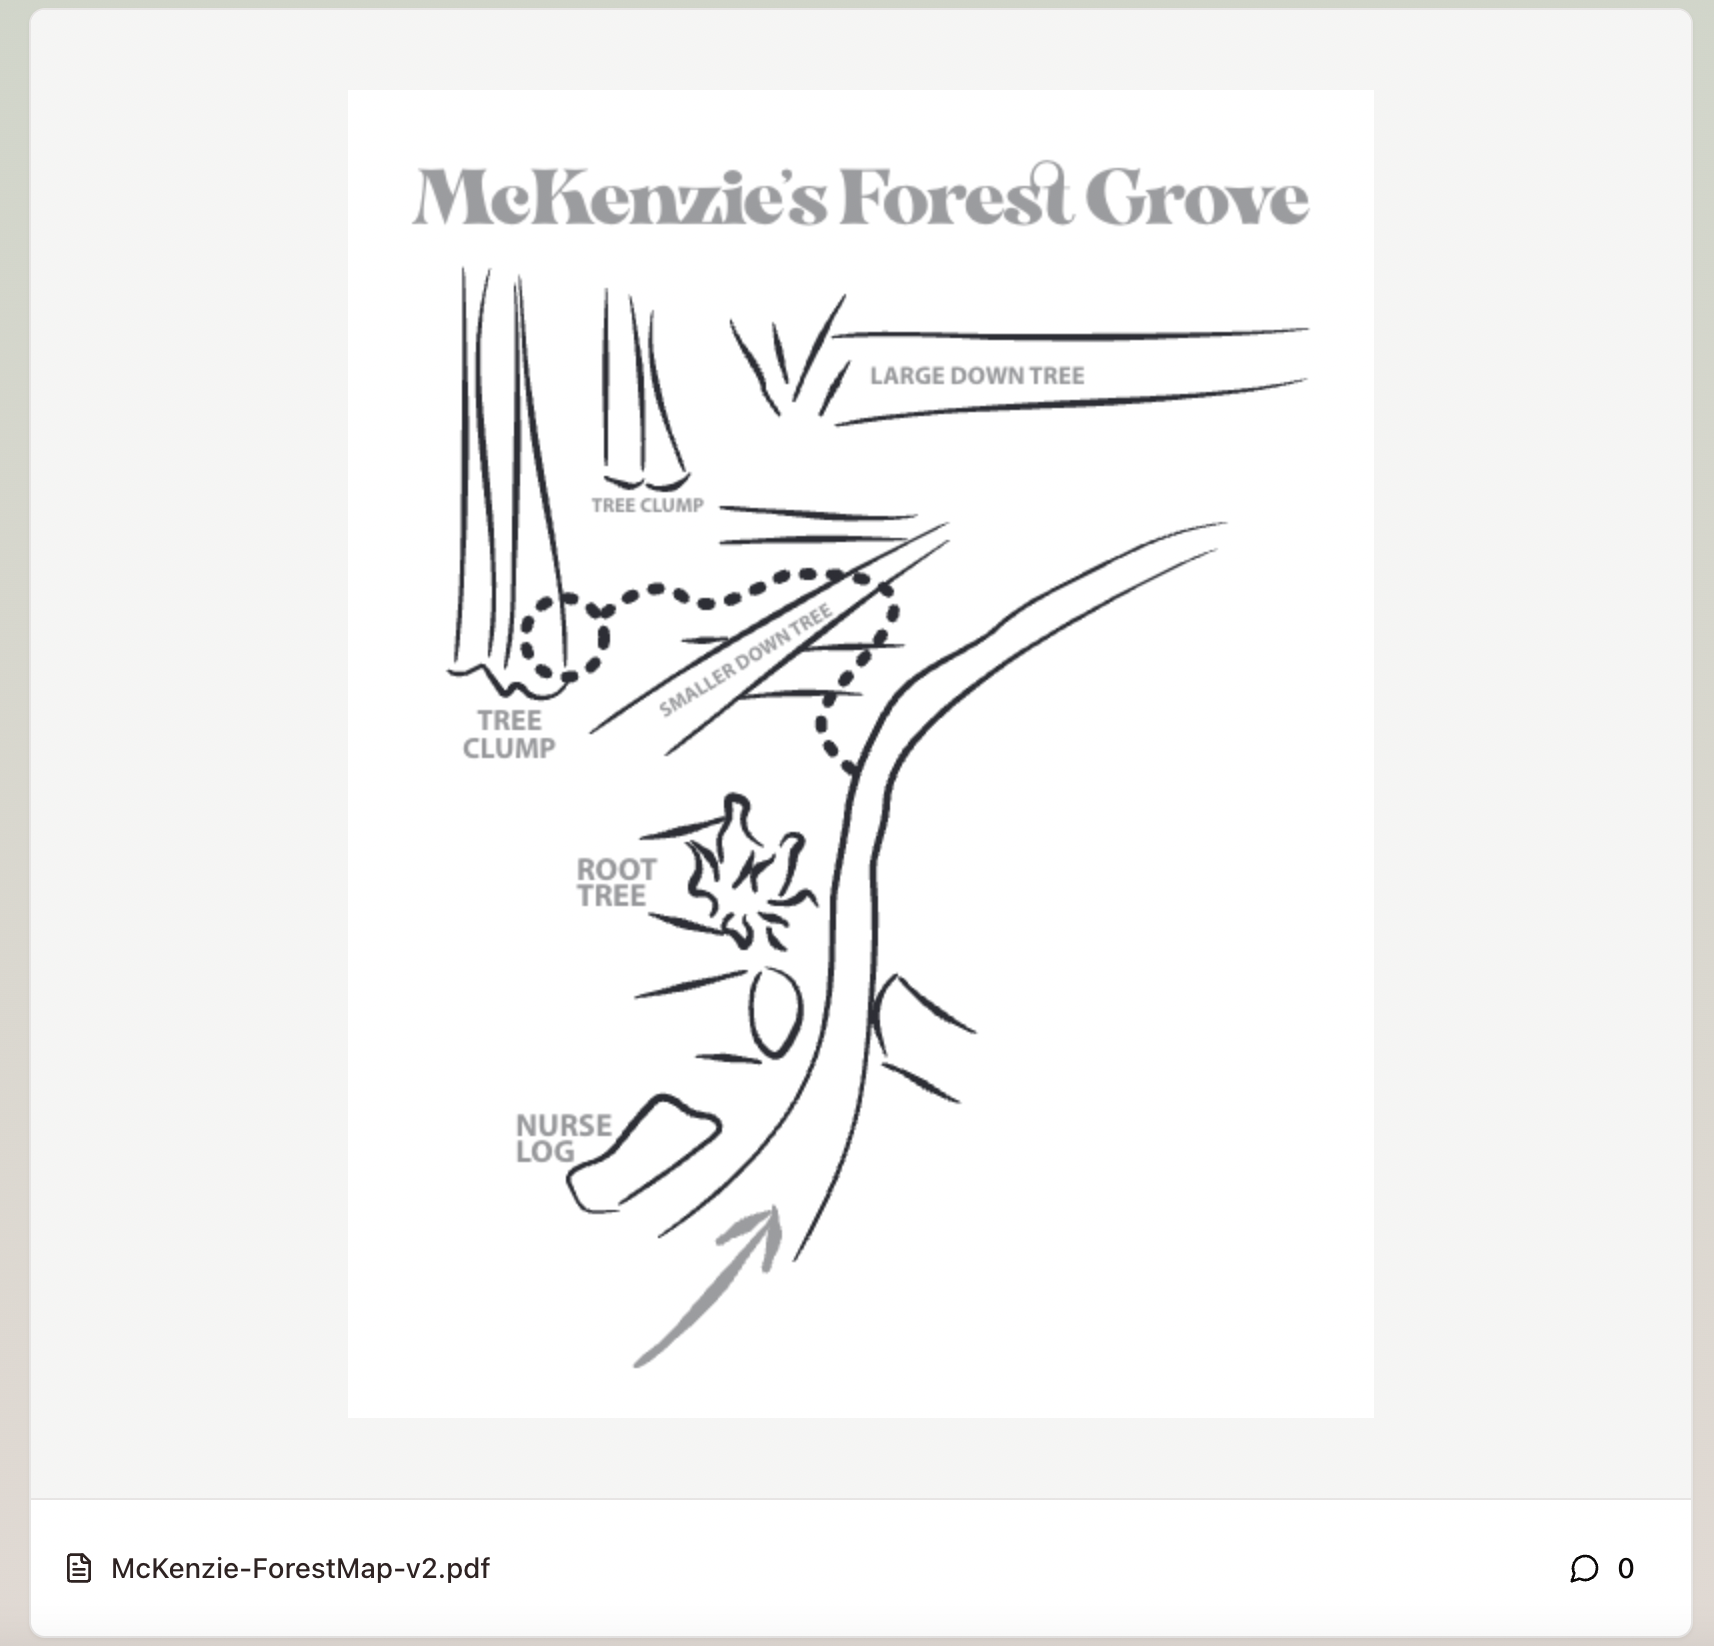 McKenzie's Forest Grove
LARGE DOWN TREE
TREE CLUMP
SMALLER DOWN TREE
TREE
CLUMP
ROOT
TREE
NURSE
LOG
McKenzie-ForestMap-v2.pdf
0